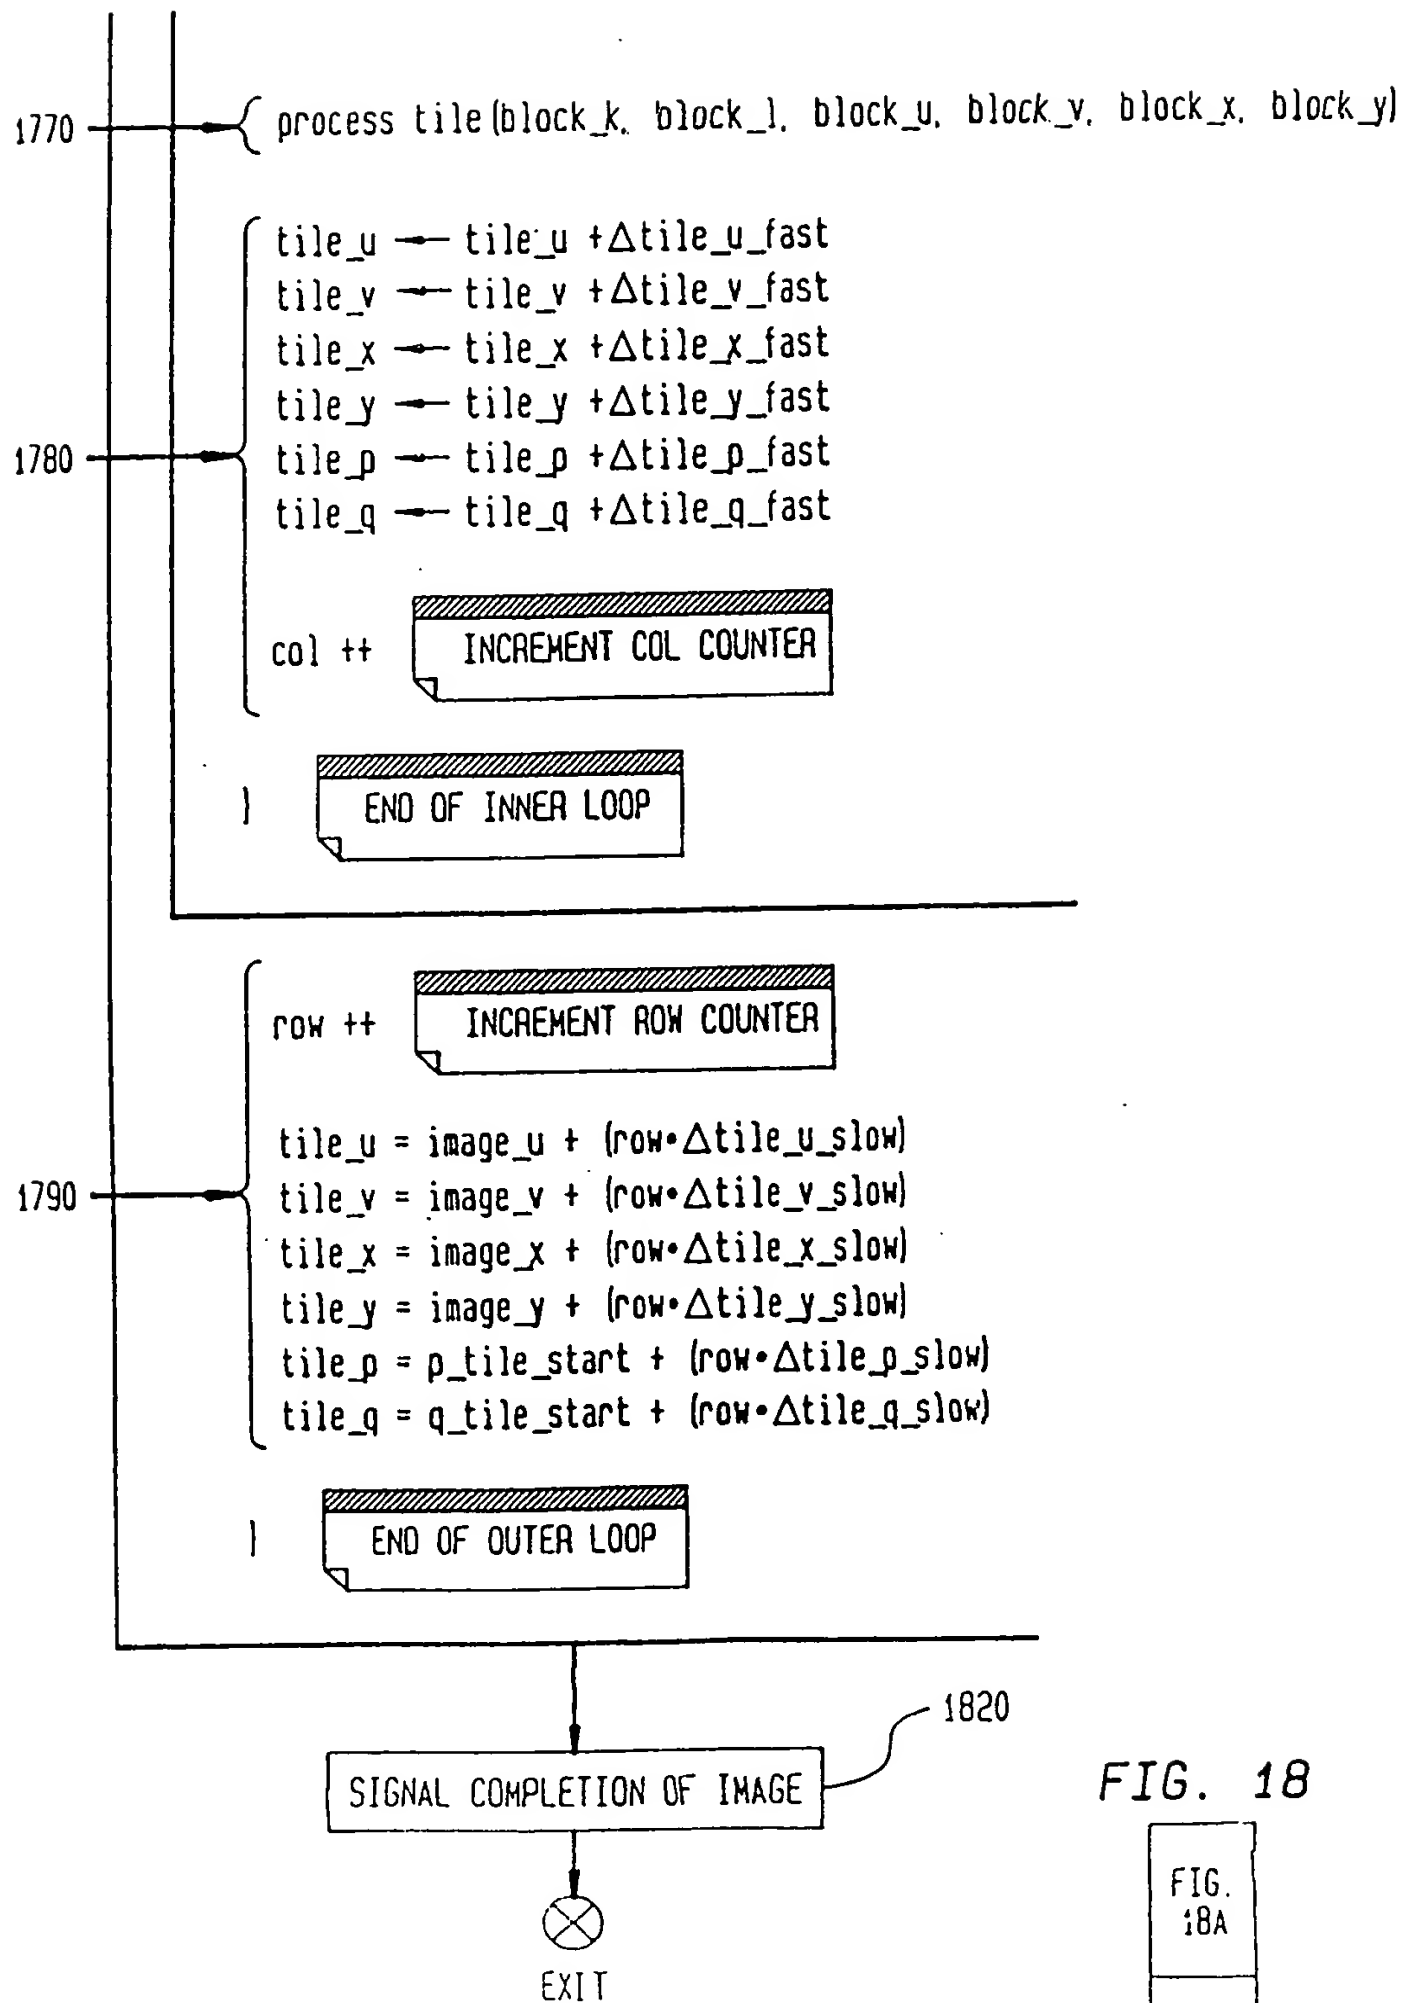 1770 { process tile(block_k, block_l, block_u, block_v, block_x, block_y)
tile_u ← tile_u +Δtile_u_fast
tile_v ← tile_v +Δtile_v_fast
tile_x ← tile_x +Δtile_x_fast
tile_y ← tile_y +Δtile_y_fast
1780 tile_p ← tile_p +Δtile_p_fast
tile_q ← tile_q +Δtile_q_fast
col ++ INCREMENT COL COUNTER
} END OF INNER LOOP
row ++ INCREMENT ROW COUNTER
tile_u = image_u + (row•Δtile_u_slow)
1790 tile_v = image_v + (row•Δtile_v_slow)
tile_x = image_x + (row•Δtile_x_slow)
tile_y = image_y + (row•Δtile_y_slow)
tile_p = p_tile_start + (row•Δtile_p_slow)
tile_q = q_tile_start + (row•Δtile_q_slow)
} END OF OUTER LOOP
1820
SIGNAL COMPLETION OF IMAGE
EXIT
FIG. 18
FIG.
18A